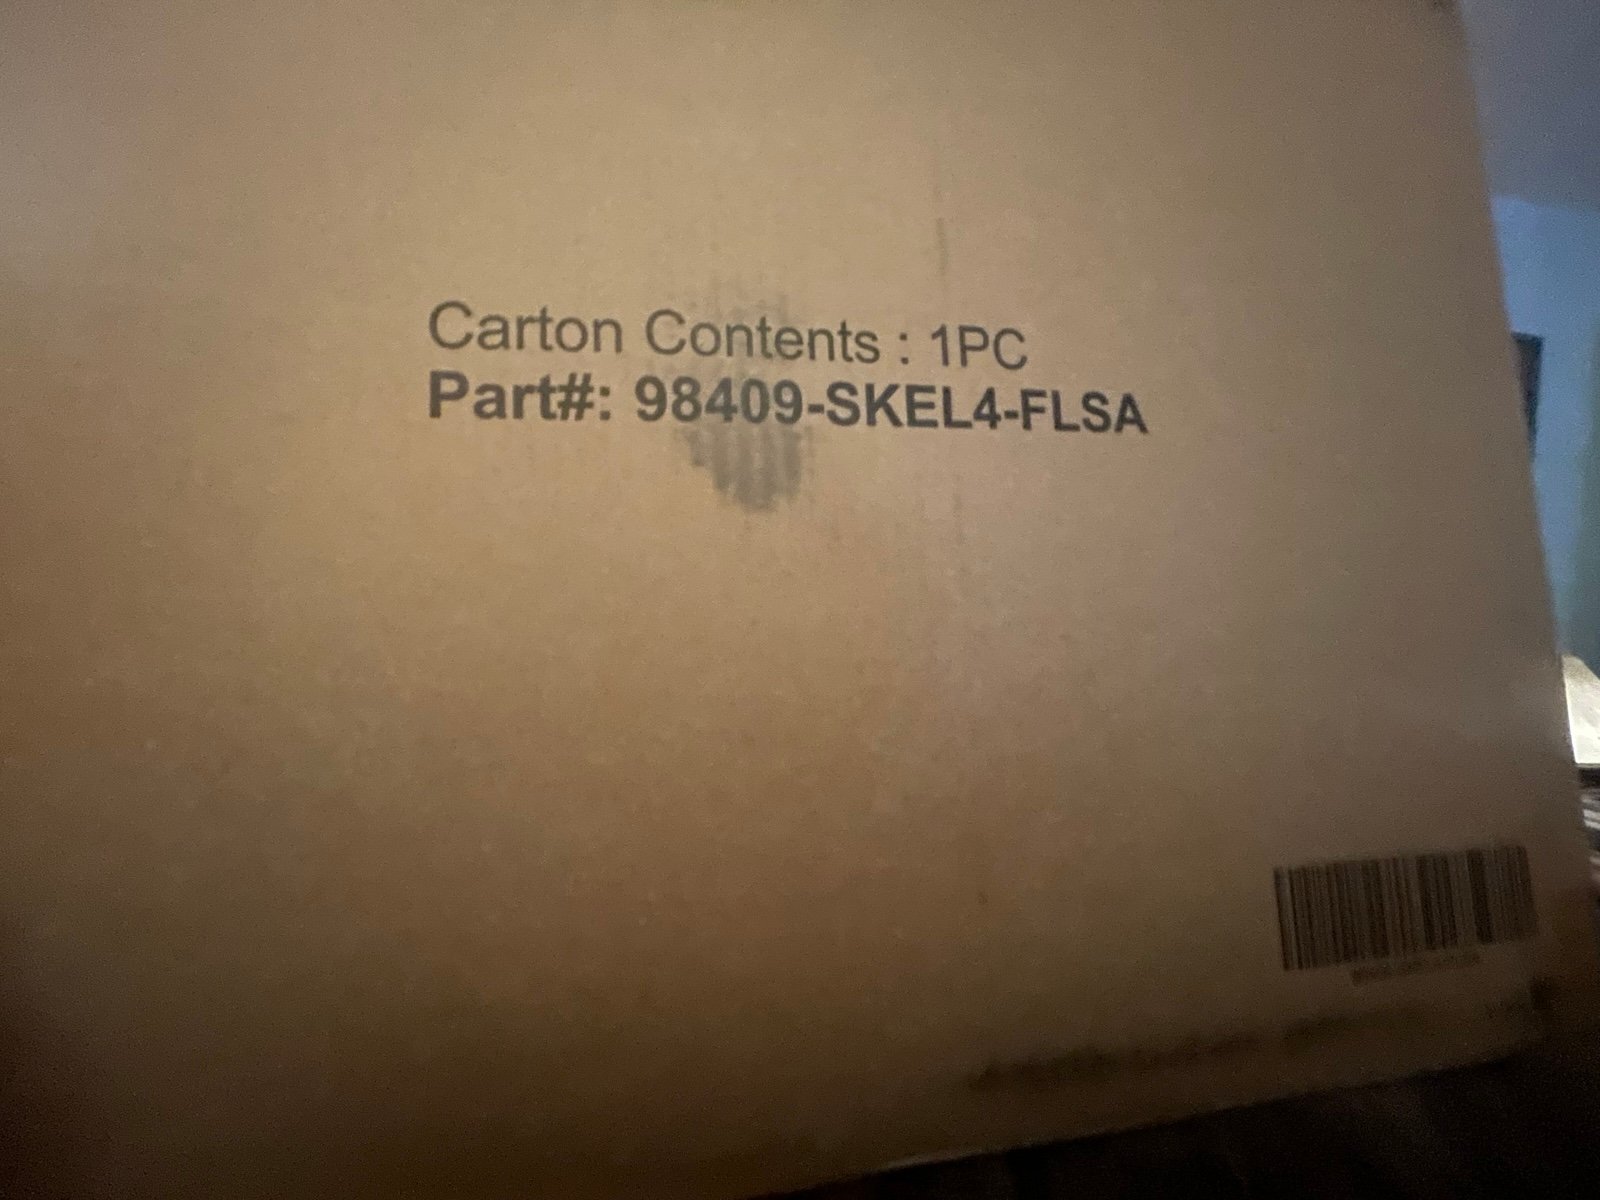 Carton Contents : 1PC
Part#: 98409-SKEL4-FLSA